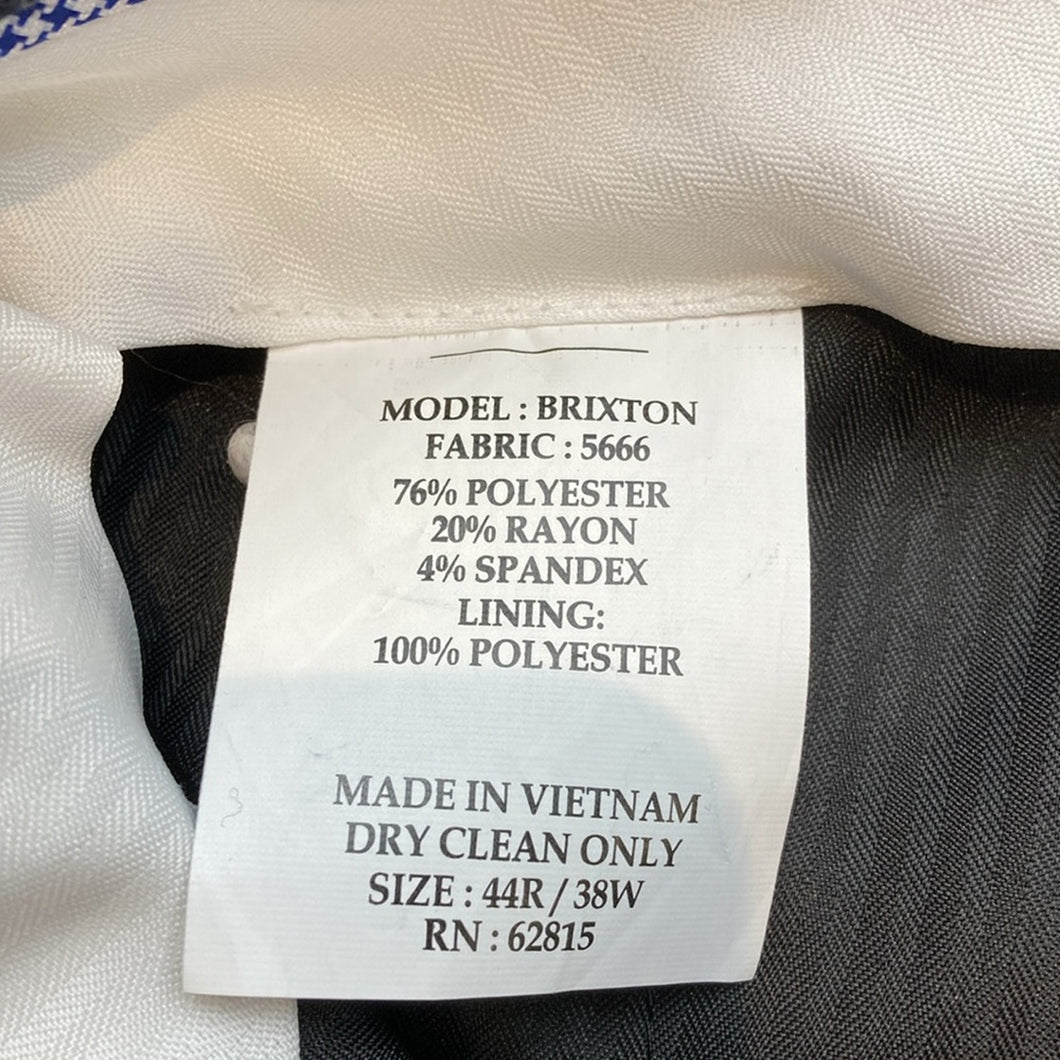 MODEL : BRIXTON
FABRIC : 5666
76% POLYESTER
20% RAYON
4% SPANDEX
LINING:
100% POLYESTER
MADE IN VIETNAM
DRY CLEAN ONLY
SIZE : 44R / 38W
RN : 62815